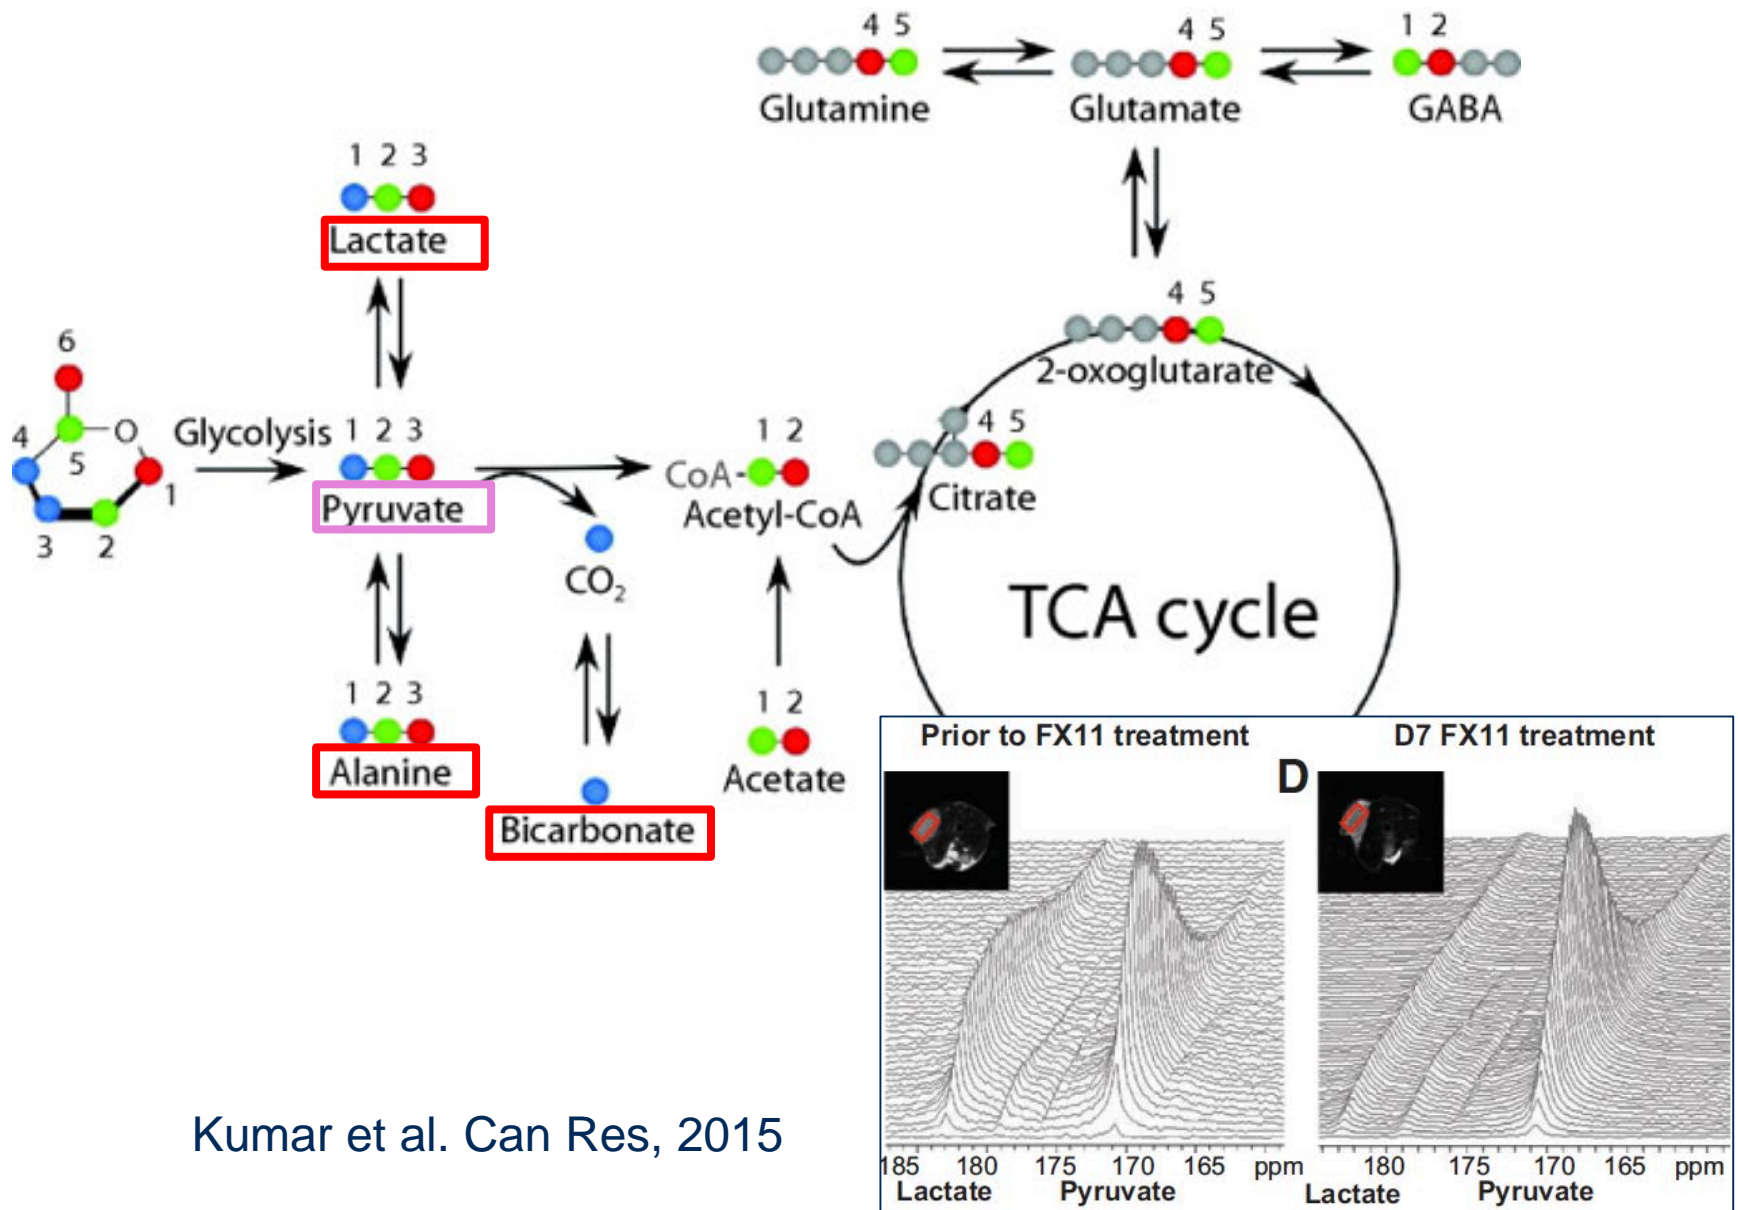 4 5
4 5
1 2
Glutamine
Glutamate
GABA
1 2 3
Lactate
4 5
2-oxoglutarate
6
O
4
5
1
3
2
Glycolysis
1 2 3
Pyruvate
CO2
1 2
CoA-
Acetyl-CoA
4 5
Citrate
TCA cycle
1 2 3
Alanine
Bicarbonate
1 2
Acetate
Prior to FX11 treatment
185 180 175 170 165 ppm
Lactate Pyruvate
D
D7 FX11 treatment
180 175 170 165 ppm
Lactate Pyruvate
Kumar et al. Can Res, 2015